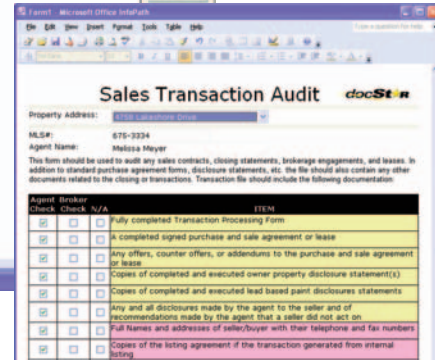 Form1 - Microsoft Office InfoPath
File Edit View Insert Format Tools Table Help
Type a question for help
Sales Transaction Audit
docStar
Property Address:
4758 Lakeshore Drive
MLS#:
675-3334
Agent Name:
Melissa Meyer
This form should be used to audit any sales contracts, closing statements, brokerage engagements, and leases. In
addition to standard purchase agreement forms, disclosure statements, etc. the file should also contain any other
documents related to the closing or transactions. Transaction file should include the following documentation:
Agent Broker
Check Check N/A ITEM
Fully completed Transaction Processing Form
A completed signed purchase and sale agreement or lease
Any offers, counter offers, or addendums to the purchase and sale agreement
or lease
Copies of completed and executed owner property disclosure statement(s)
Copies of completed and executed lead based paint disclosures statements
Any and all disclosures made by the agent to the seller and of
recommendations made by the agent that a seller did not act on
Full Names and addresses of seller/buyer with their telephone and fax numbers
Copies of the listing agreement if the transaction generated from internal
listing